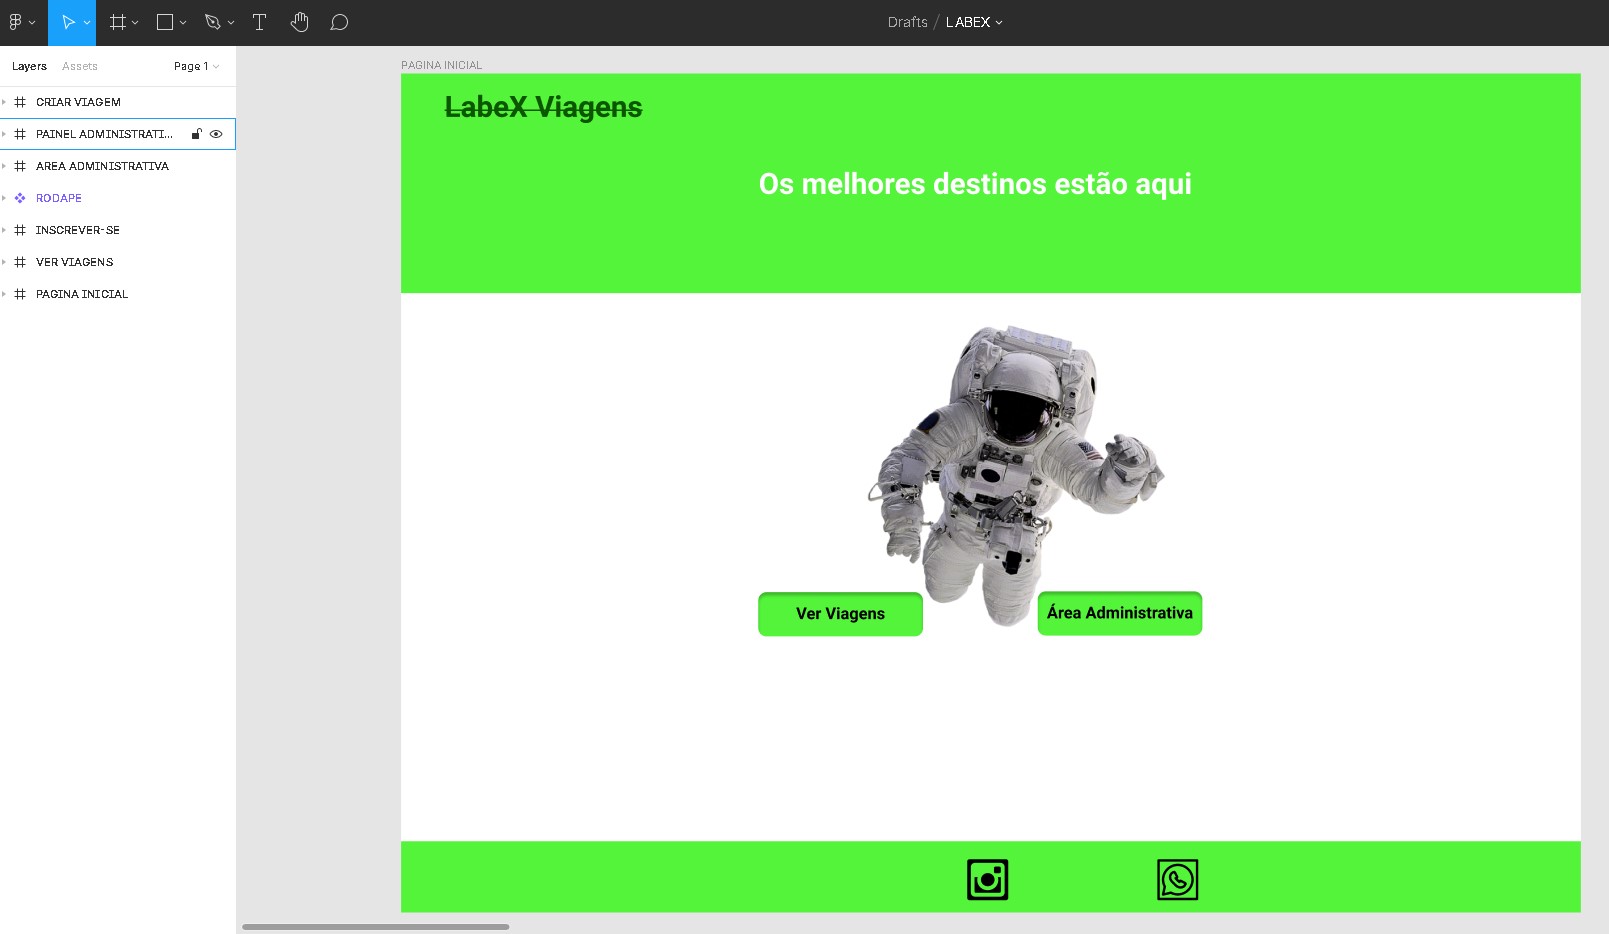 Drafts / LABEX
Layers Assets Page 1
CRIAR VIAGEM
PAINEL ADMINISTRATI...
AREA ADMINISTRATIVA
RODAPE
INSCREVER-SE
VER VIAGENS
PAGINA INICIAL
PAGINA INICIAL
LabeX Viagens
Os melhores destinos estão aqui
Ver Viagens
Área Administrativa